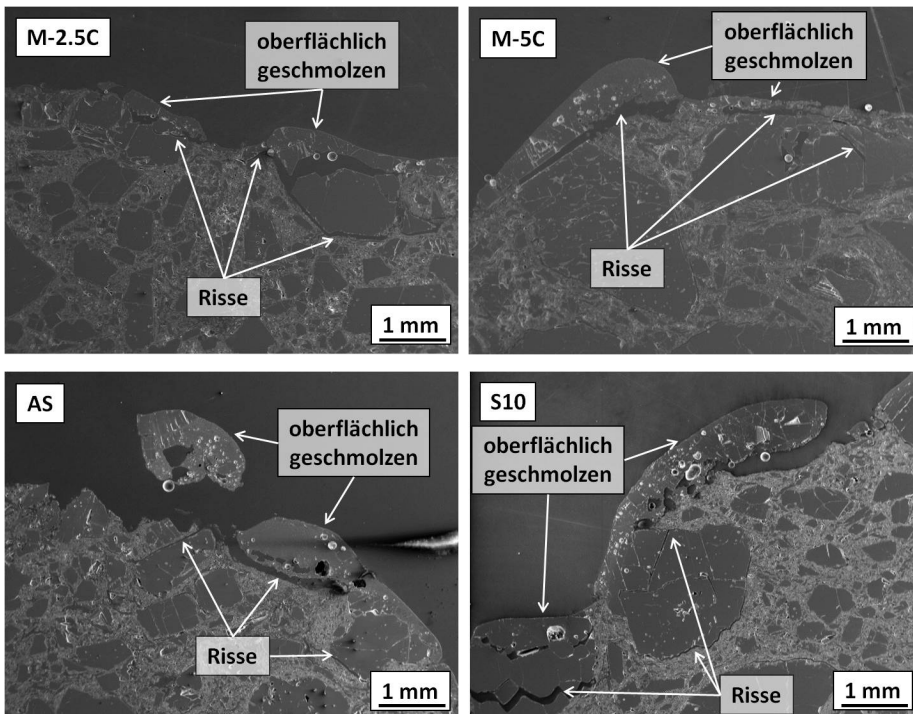 M-2.5C
oberflächlich
geschmolzen
Risse
1 mm
M-5C
oberflächlich
geschmolzen
Risse
1 mm
AS
oberflächlich
geschmolzen
Risse
1 mm
S10
oberflächlich
geschmolzen
Risse
1 mm